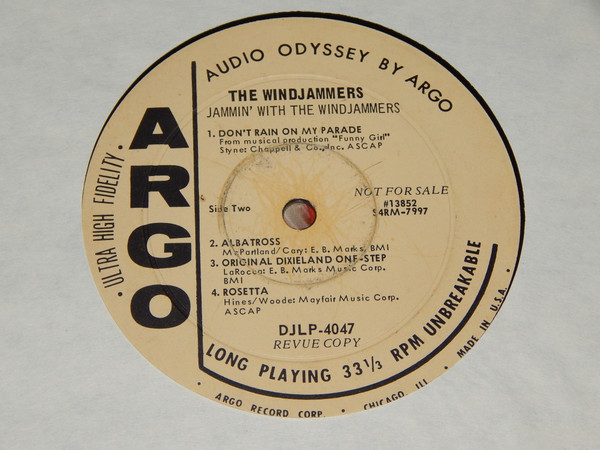 AUDIO ODYSSEY BY ARGO
ARGO
· ULTRA HIGH FIDELITY ·
THE WINDJAMMERS
JAMMIN' WITH THE WINDJAMMERS
1. DON'T RAIN ON MY PARADE
From musical production "Funny Girl"
Styne: Chappell & Co., Inc. ASCAP
NOT FOR SALE
Side Two
#13852
S4RM-7997
2. ALBATROSS
McPartland/Cary: E.B. Marks, BMI
3. ORIGINAL DIXIELAND ONE-STEP
LaRocca: E.B. Marks Music Corp.
BMI
4. ROSETTA
Hines/Woode: Mayfair Music Corp.
ASCAP
DJLP-4047
REVUE COPY
LONG PLAYING 33 1/3 RPM UNBREAKABLE
· ARGO RECORD CORP. · CHICAGO, ILL. · MADE IN U.S.A. ·